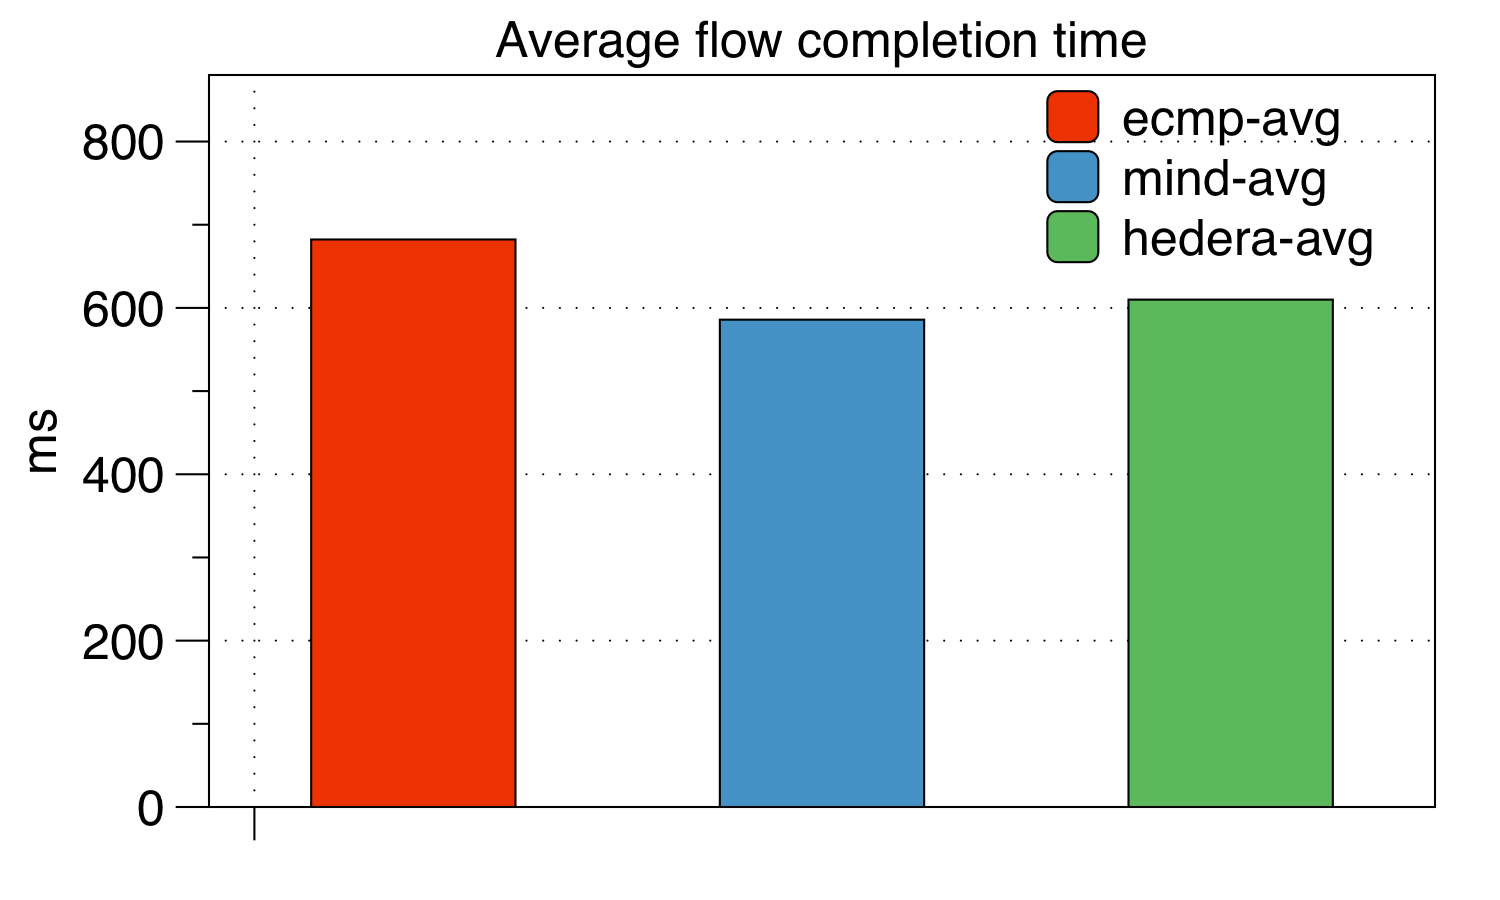 Average flow completion time
ecmp-avg
mind-avg
hedera-avg
800
600
400
200
0
ms